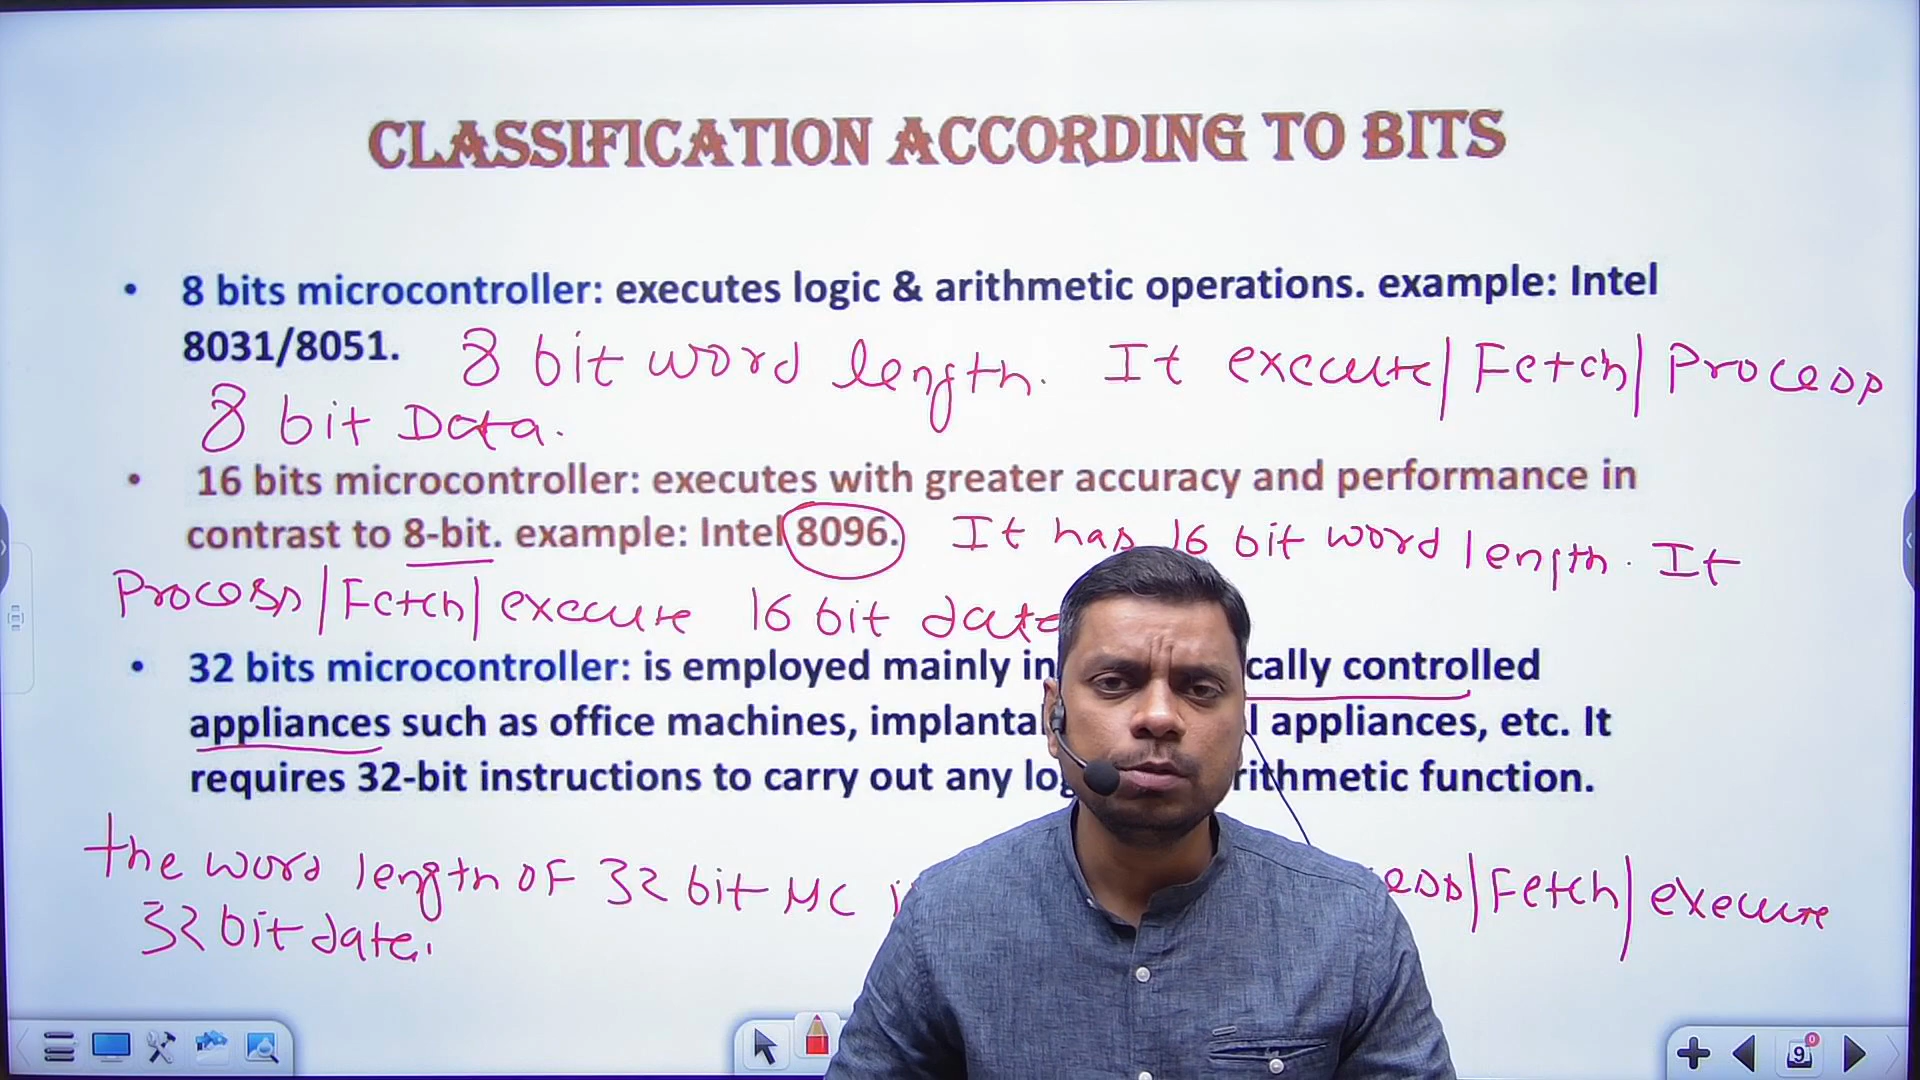 CLASSIFICATION ACCORDING TO BITS
• 8 bits microcontroller: executes logic & arithmetic operations. example: Intel
8031/8051. 8 bit word length. It execute/Fetch/Process
8 bit Data.
• 16 bits microcontroller: executes with greater accuracy and performance in
contrast to 8-bit. example: Intel 8096. It has 16 bit word length. It
Process/Fetch/execute 16 bit data
• 32 bits microcontroller: is employed mainly in cally controlled
appliances such as office machines, appliances, etc. It
requires 32-bit instructions to carry out any function.
the word length of 32 bit MC Fetch/execute
32 bit date.
9
0